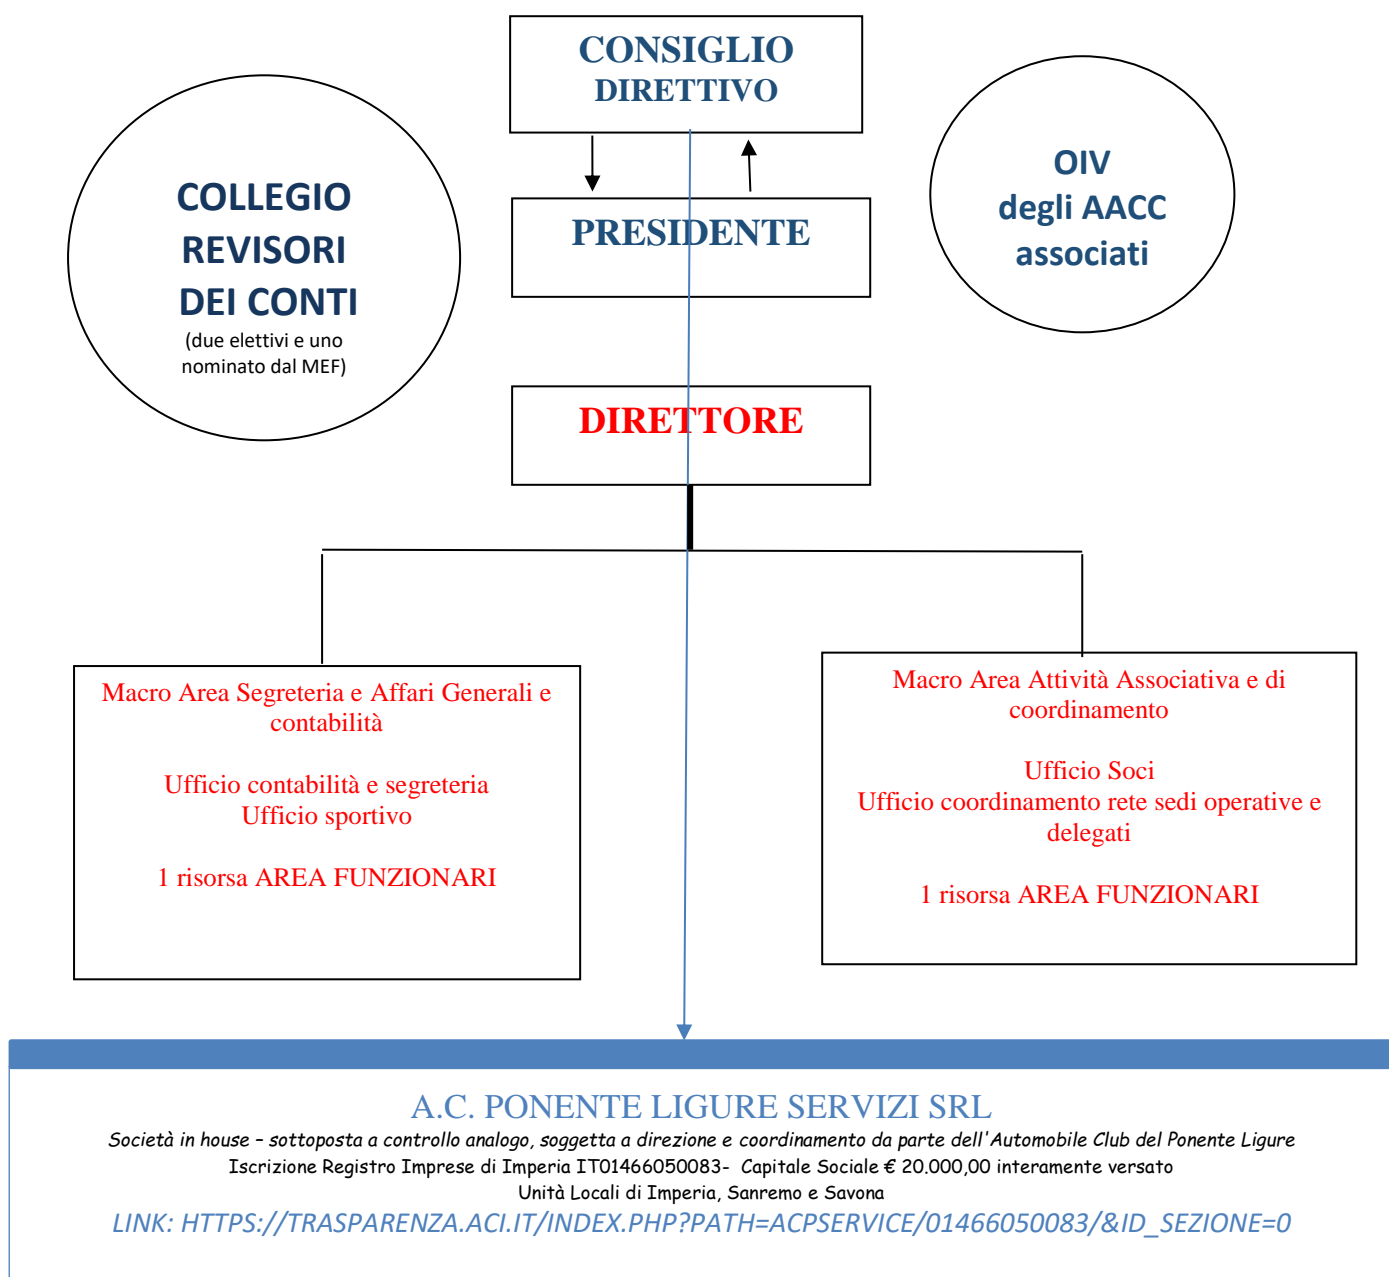 CONSIGLIO
DIRETTIVO
COLLEGIO
REVISORI
DEI CONTI
(due elettivi e uno
nominato dal MEF)
OIV
degli AACC
associati
PRESIDENTE
DIRETTORE
Macro Area Segreteria e Affari Generali e
contabilità
Ufficio contabilità e segreteria
Ufficio sportivo
1 risorsa AREA FUNZIONARI
Macro Area Attività Associativa e di
coordinamento
Ufficio Soci
Ufficio coordinamento rete sedi operative e
delegati
1 risorsa AREA FUNZIONARI
A.C. PONENTE LIGURE SERVIZI SRL
Società in house – sottoposta a controllo analogo, soggetta a direzione e coordinamento da parte dell'Automobile Club del Ponente Ligure
Iscrizione Registro Imprese di Imperia IT01466050083- Capitale Sociale € 20.000,00 interamente versato
Unità Locali di Imperia, Sanremo e Savona
LINK: HTTPS://TRASPARENZA.ACI.IT/INDEX.PHP?PATH=ACPSERVICE/01466050083/&ID_SEZIONE=0